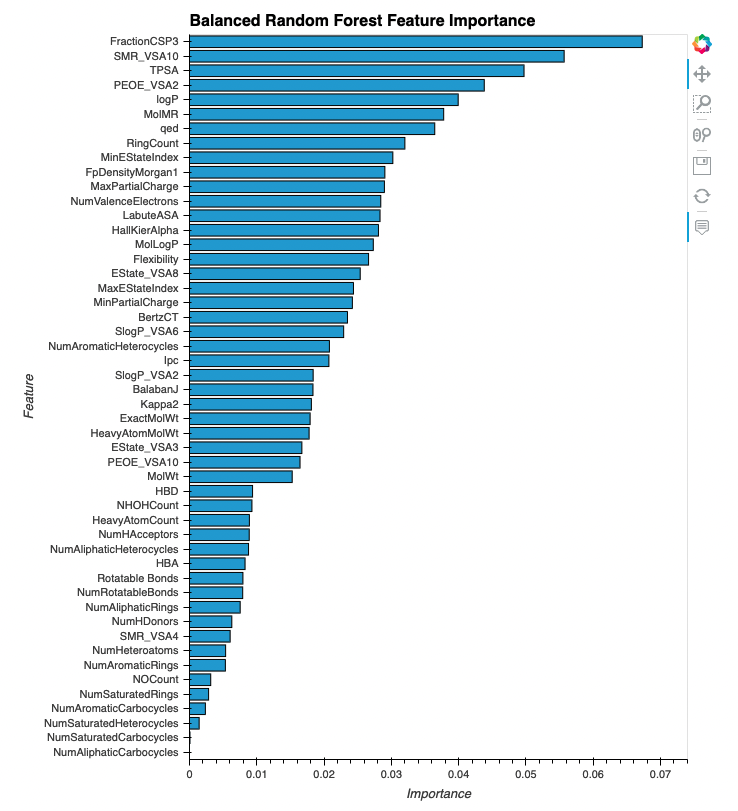 Balanced Random Forest Feature Importance
FractionCSP3
SMR_VSA10
TPSA
PEOE_VSA2
logP
MolMR
qed
RingCount
MinEStateIndex
FpDensityMorgan1
MaxPartialCharge
NumValenceElectrons
LabuteASA
HallKierAlpha
MolLogP
Flexibility
EState_VSA8
MaxEStateIndex
MinPartialCharge
BertzCT
SlogP_VSA6
NumAromaticHeterocycles
Ipc
SlogP_VSA2
BalabanJ
Kappa2
ExactMolWt
HeavyAtomMolWt
EState_VSA3
PEOE_VSA10
MolWt
HBD
NHOHCount
HeavyAtomCount
NumHAcceptors
NumAliphaticHeterocycles
HBA
Rotatable Bonds
NumRotatableBonds
NumAliphaticRings
NumHDonors
SMR_VSA4
NumHeteroatoms
NumAromaticRings
NOCount
NumSaturatedRings
NumAromaticCarbocycles
NumSaturatedHeterocycles
NumSaturatedCarbocycles
NumAliphaticCarbocycles
Feature
0 0.01 0.02 0.03 0.04 0.05 0.06 0.07
Importance